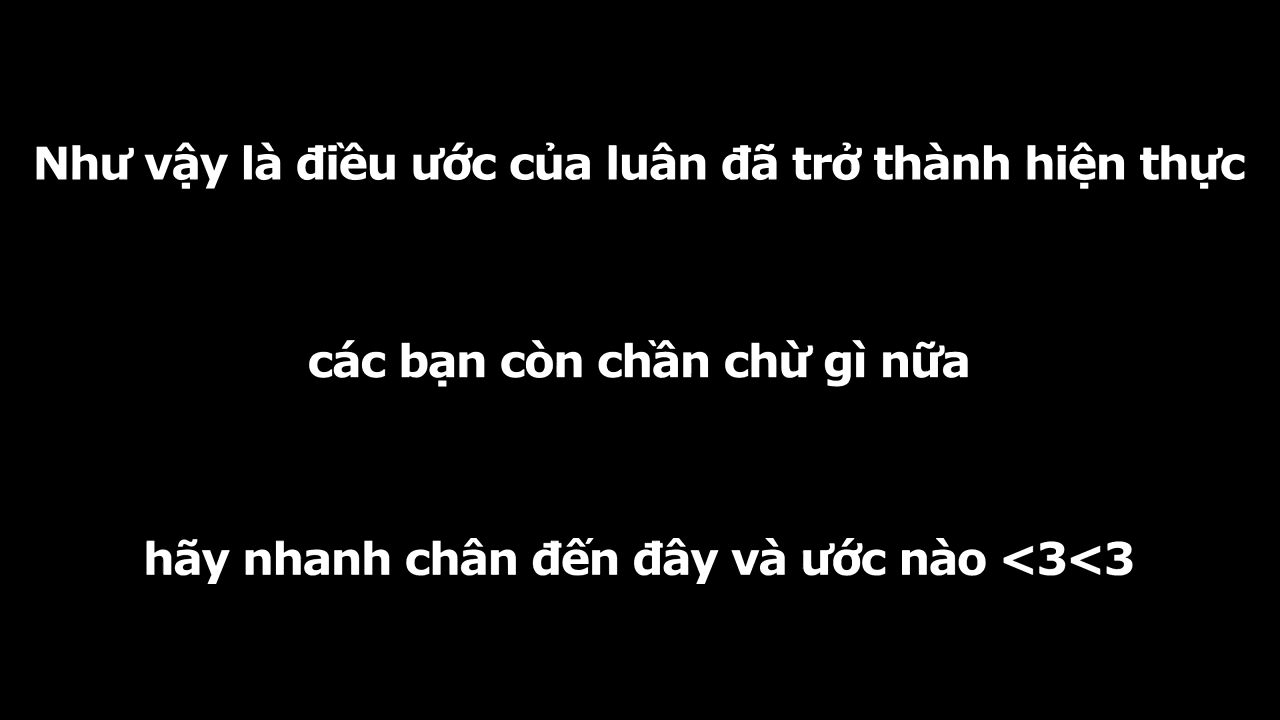 Như vậy là điều ước của luân đã trở thành hiện thực
các bạn còn chần chừ gì nữa
hãy nhanh chân đến đây và ước nào <3<3